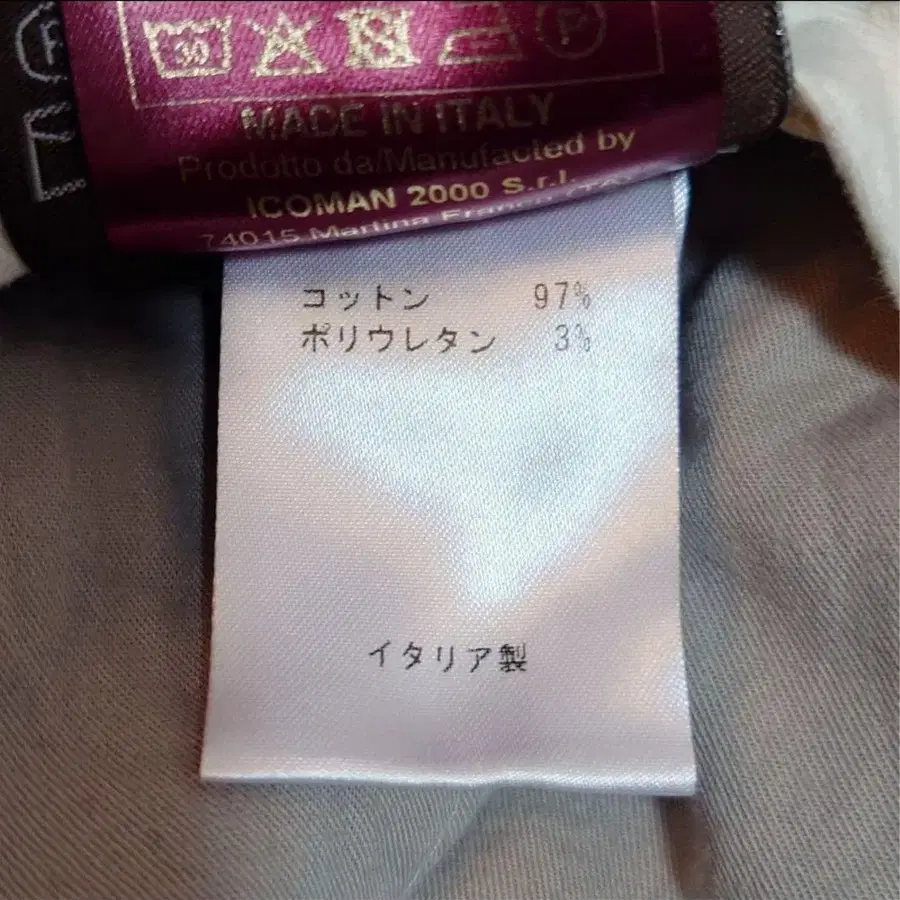 30 P
MADE IN ITALY
Prodotto da/Manufacted by
ICOMAN 2000 S.r.l.
74015 Martina Franca
コットン 97%
ポリウレタン 3%
イタリア製